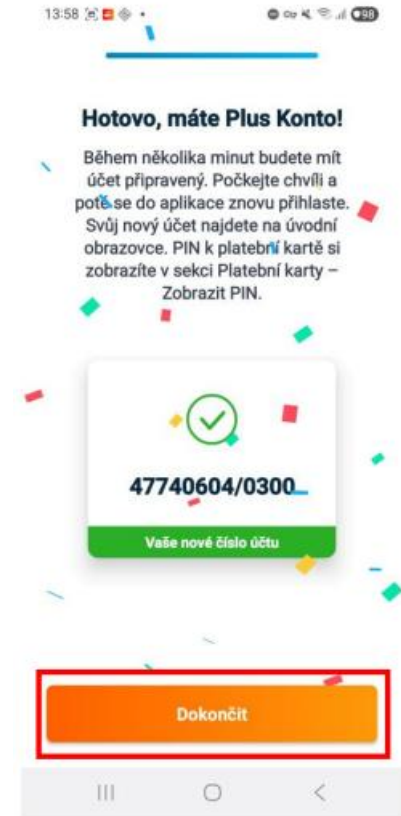 13:58
98
Hotovo, máte Plus Konto!
Během několika minut budete mít
účet připravený. Počkejte chvíli a
poté se do aplikace znovu přihlaste.
Svůj nový účet najdete na úvodní
obrazovce. PIN k platební kartě si
zobrazíte v sekci Platební karty –
Zobrazit PIN.
47740604/0300
Vaše nové číslo účtu
Dokončit